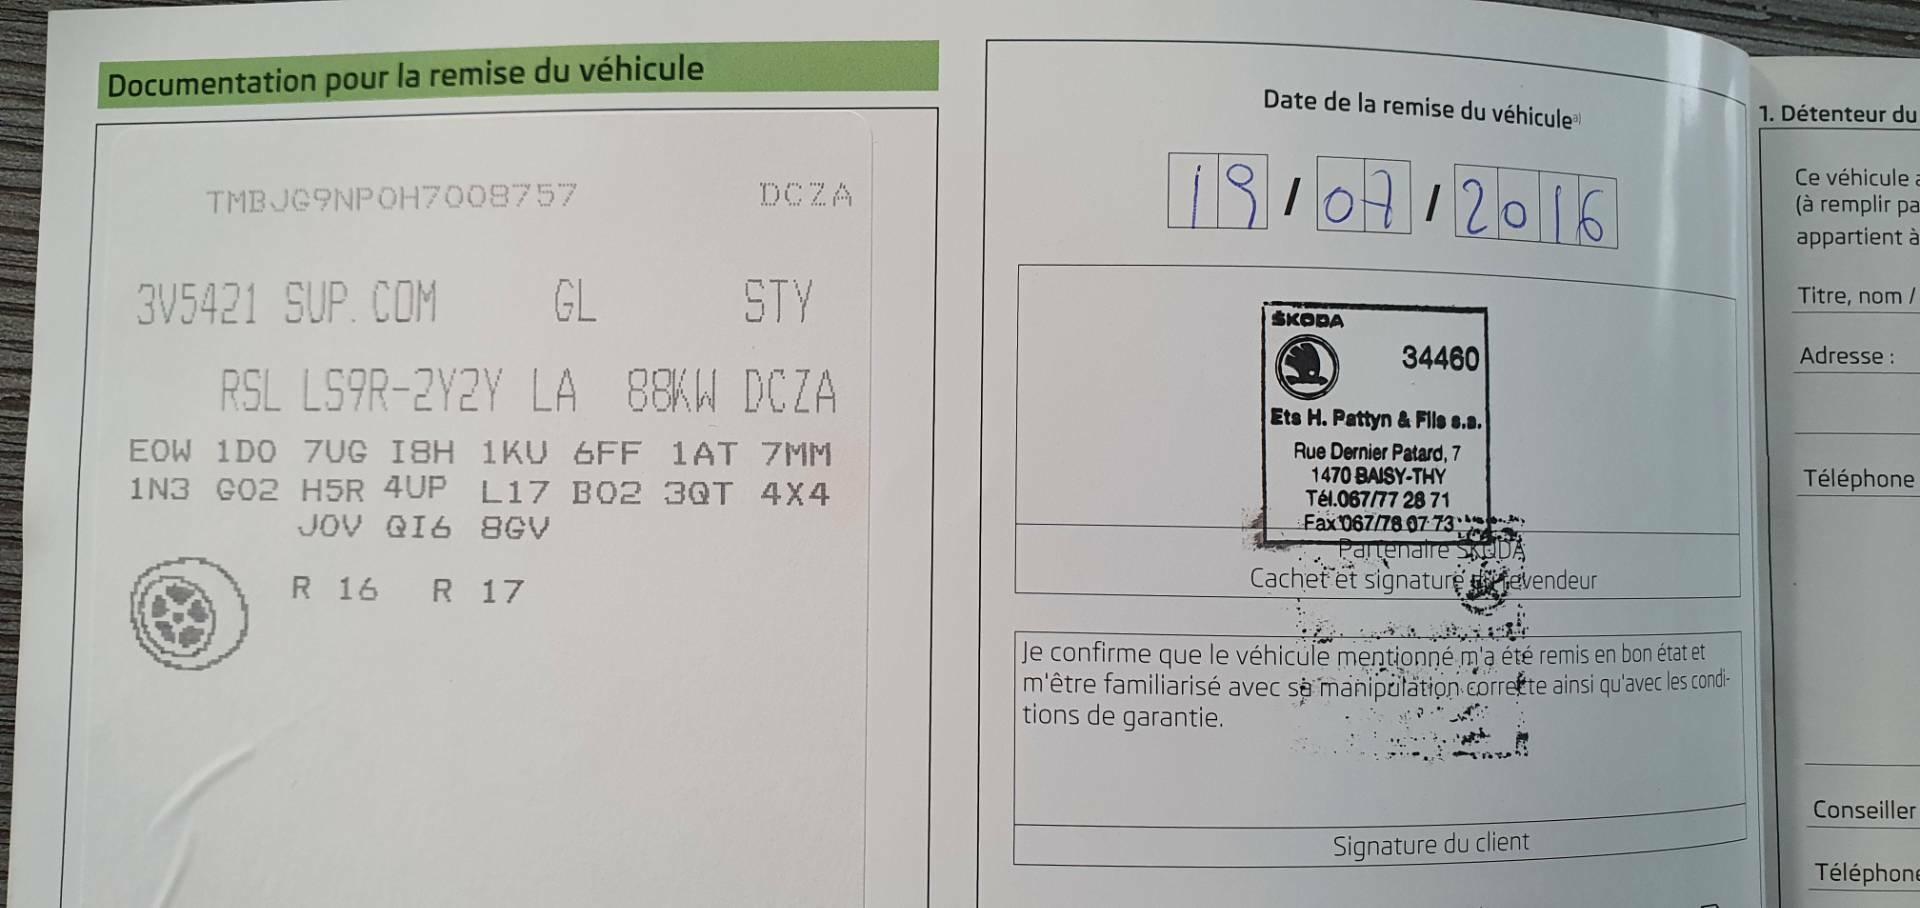 Documentation pour la remise du véhicule
TMBJG9NP0H7008757 DCZA
3V5421 SUP.COM GL STY
RSL LS9R-2Y2Y LA 88KW DCZA
E0W 1D0 7UG I8H 1KU 6FF 1AT 7MM
1N3 G02 H5R 4UP L17 B02 3QT 4X4
J0V QI6 8GV
R 16 R 17
Date de la remise du véhicule a)
19 / 07 / 2016
ŠKODA
34460
Ets H. Pattyn & Fils s.a.
Rue Dernier Patard, 7
1470 BAISY-THY
Tél.067/77 28 71
Fax 067/78 07 73
Partenaire ŠKODA
Cachet et signature du revendeur
Je confirme que le véhicule mentionné m'a été remis en bon état et
m'être familiarisé avec sa manipulation correcte ainsi qu'avec les condi-
tions de garantie.
Signature du client
1. Détenteur du
Ce véhicule a
(à remplir pa
appartient à
Titre, nom /
Adresse :
Téléphone
Conseiller
Téléphone